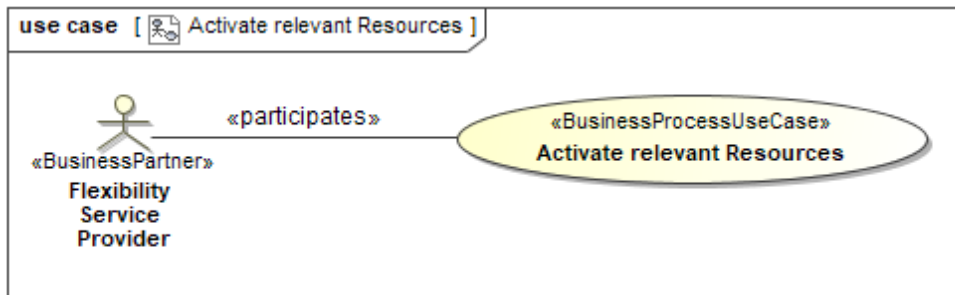 use case [ Activate relevant Resources ]
«participates»
«BusinessProcessUseCase»
Activate relevant Resources
«BusinessPartner»
Flexibility
Service
Provider